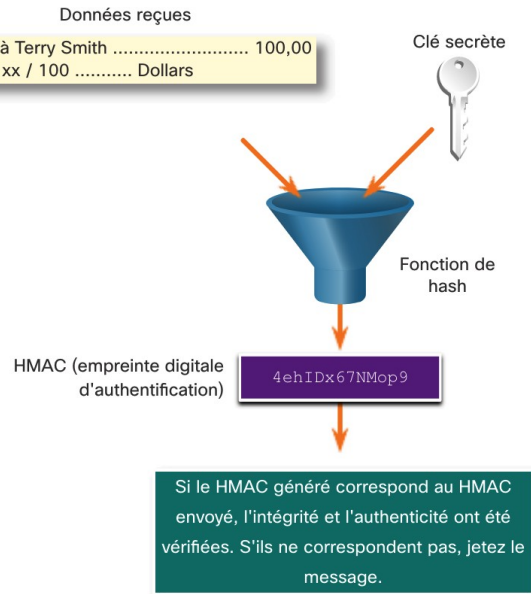 Données reçues
à Terry Smith ......................... 100,00
xx / 100 ........... Dollars
Clé secrète
Fonction de
hash
HMAC (empreinte digitale
d'authentification)
4ehIDx67NMop9
Si le HMAC généré correspond au HMAC
envoyé, l'intégrité et l'authenticité ont été
vérifiées. S'ils ne correspondent pas, jetez le
message.